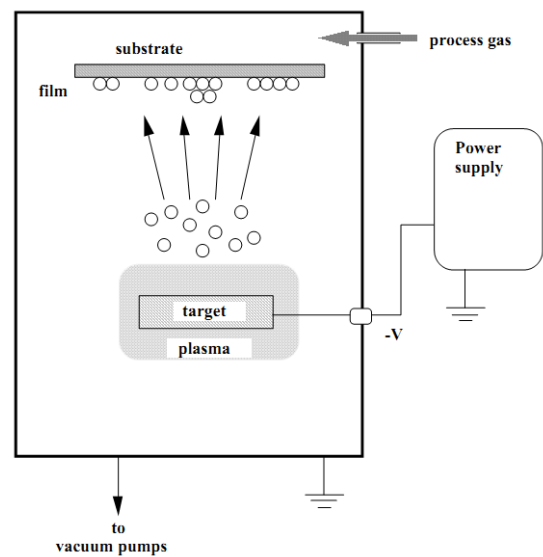 substrate
process gas
film
Power
supply
target
plasma
-V
to
vacuum pumps